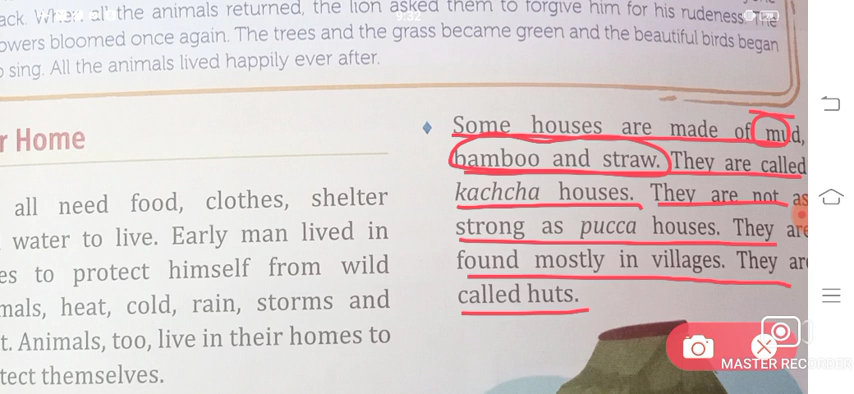 ack. When all the animals returned, the lion asked them to forgive him for his rudeness. The
owers bloomed once again. The trees and the grass became green and the beautiful birds began
o sing. All the animals lived happily ever after.
9:32
r Home
all need food, clothes, shelter
water to live. Early man lived in
es to protect himself from wild
mals, heat, cold, rain, storms and
t. Animals, too, live in their homes to
tect themselves.
Some houses are made of mud,
bamboo and straw. They are called
kachcha houses. They are not as
strong as pucca houses. They are
found mostly in villages. They are
called huts.
MASTER RECORDER